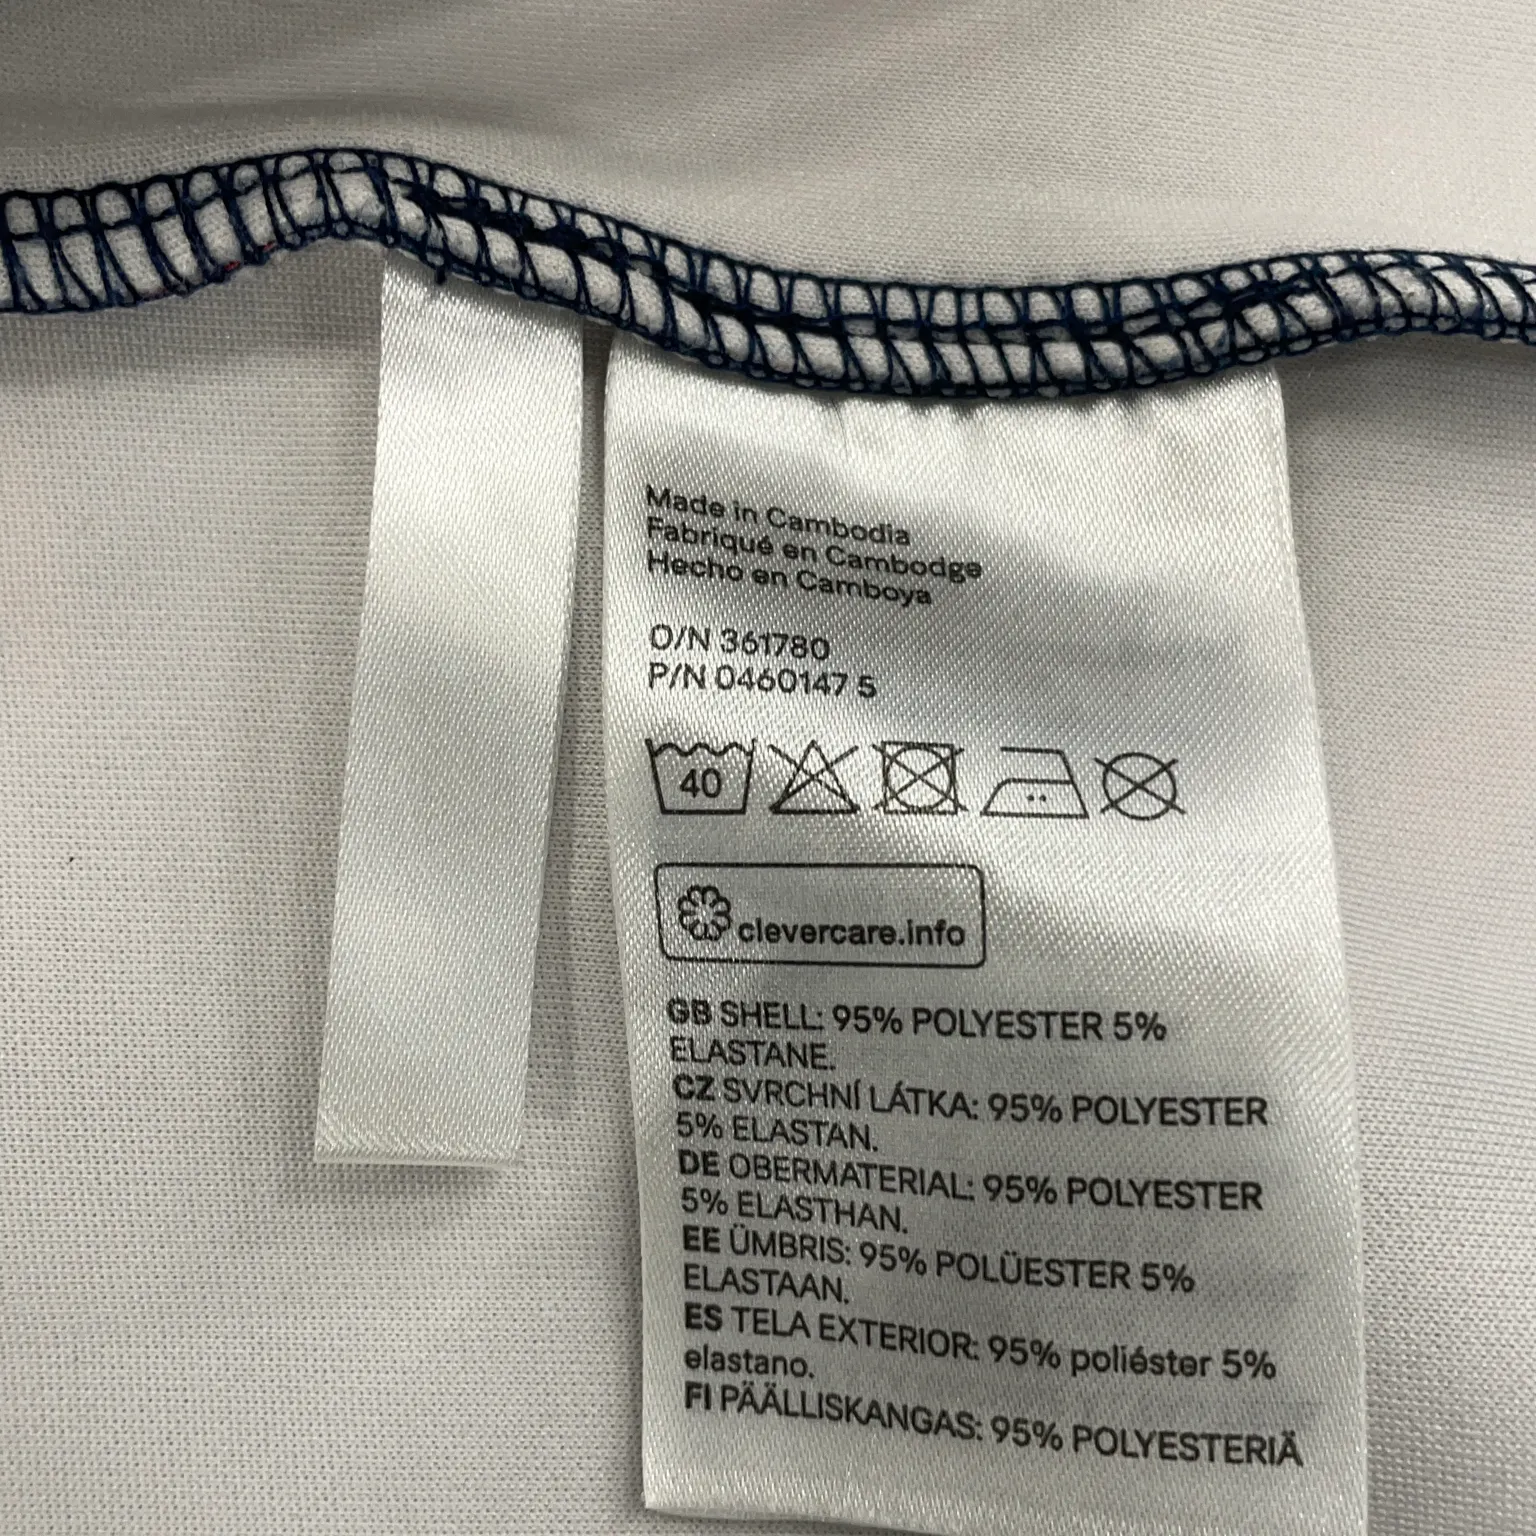 Made in Cambodia
Fabriqué en Cambodge
Hecho en Camboya
O/N 361780
P/N 0460147 5
40
clevercare.info
GB SHELL: 95% POLYESTER 5%
ELASTANE.
CZ SVRCHNÍ LÁTKA: 95% POLYESTER
5% ELASTAN.
DE OBERMATERIAL: 95% POLYESTER
5% ELASTHAN.
EE ÜMBRIS: 95% POLÜESTER 5%
ELASTAAN.
ES TELA EXTERIOR: 95% poliéster 5%
elastano.
FI PÄÄLLISKANGAS: 95% POLYESTERIÄ